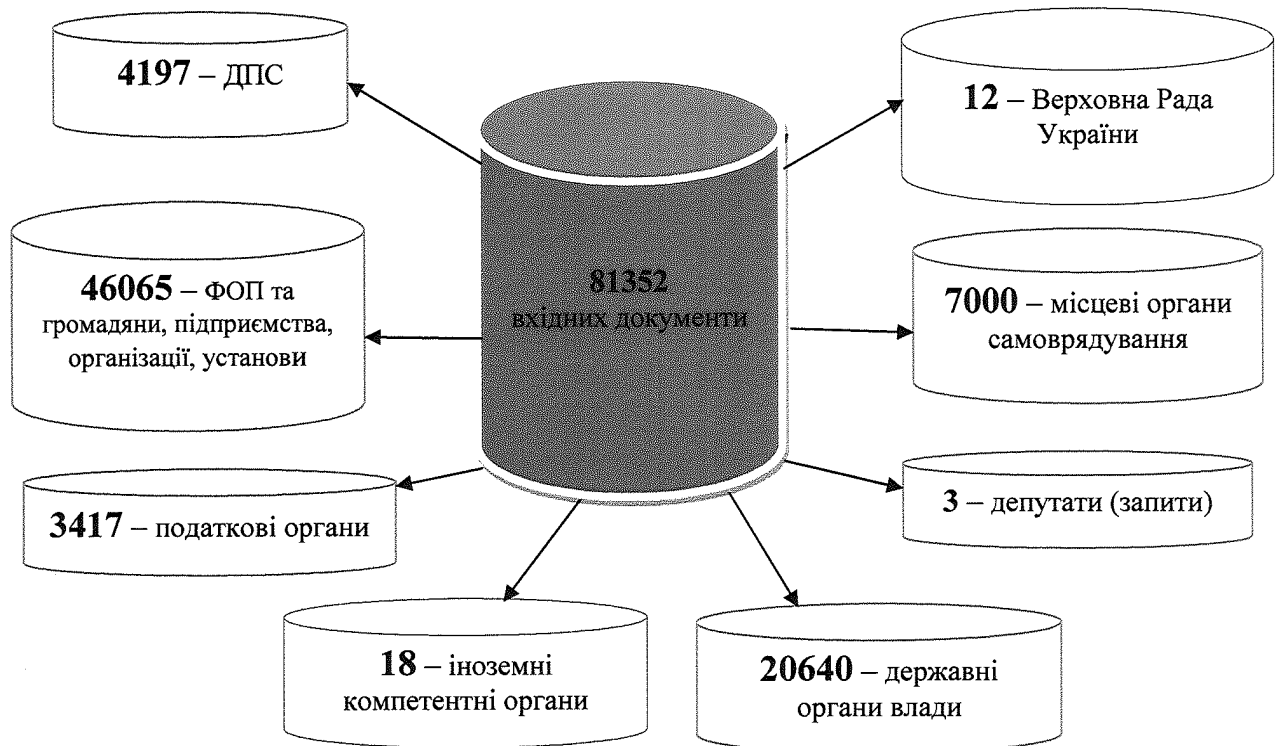 4197 – ДПС
12 – Верховна Рада
України
46065 – ФОП та
громадяни, підприємства,
організації, установи
81352
вхідних документи
7000 – місцеві органи
самоврядування
3417 – податкові органи
3 – депутати (запити)
18 – іноземні
компетентні органи
20640 – державні
органи влади